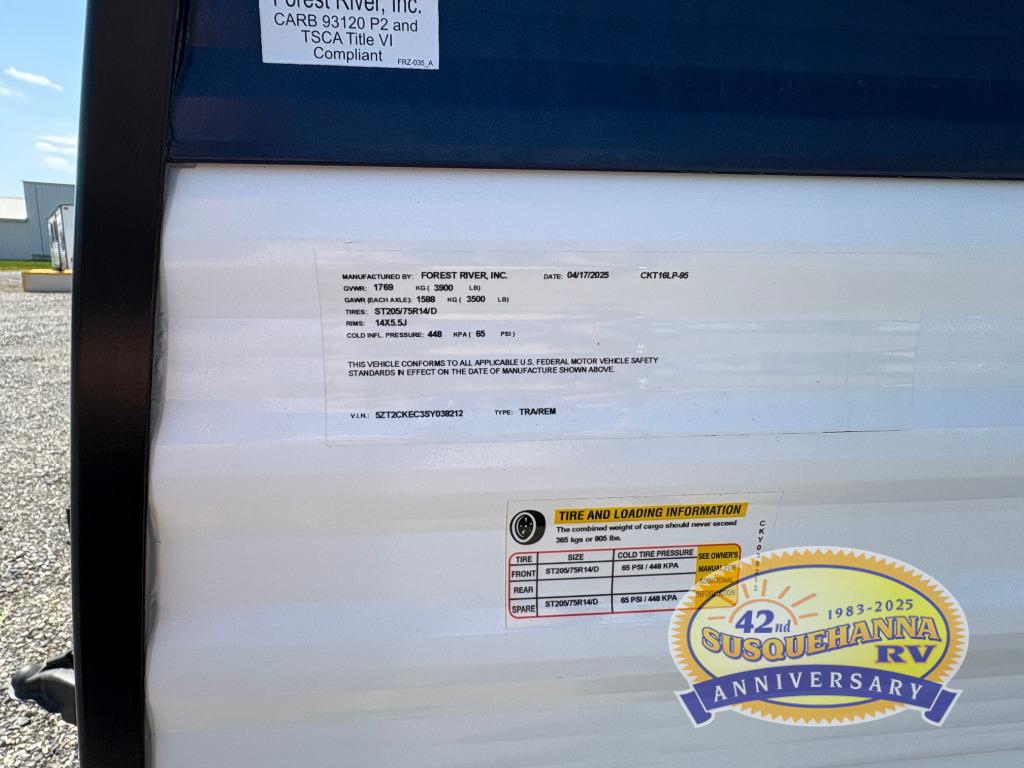 Forest River, Inc.
CARB 93120 P2 and
TSCA Title VI
Compliant
FRZ-035_A
MANUFACTURED BY: FOREST RIVER, INC. DATE: 04/17/2025 CKT16LP-95
GVWR: 1769 KG ( 3900 LB)
GAWR (EACH AXLE): 1588 KG ( 3500 LB)
TIRES: ST205/75R14/D
RIMS: 14X5.5J
COLD INFL. PRESSURE: 448 KPA ( 65 PSI )
THIS VEHICLE CONFORMS TO ALL APPLICABLE U.S. FEDERAL MOTOR VEHICLE SAFETY
STANDARDS IN EFFECT ON THE DATE OF MANUFACTURE SHOWN ABOVE.
V.I.N.: 5ZT2CKEC3SY038212 TYPE: TRA/REM
TIRE AND LOADING INFORMATION
The combined weight of cargo should never exceed
365 kgs or 805 lbs.
TIRE SIZE COLD TIRE PRESSURE SEE OWNER'S
FRONT ST205/75R14/D 65 PSI / 448 KPA MANUAL FOR
REAR ADDITIONAL
INFORMATION
SPARE ST205/75R14/D 65 PSI / 448 KPA
42nd 1983-2025
SUSQUEHANNA
RV
ANNIVERSARY